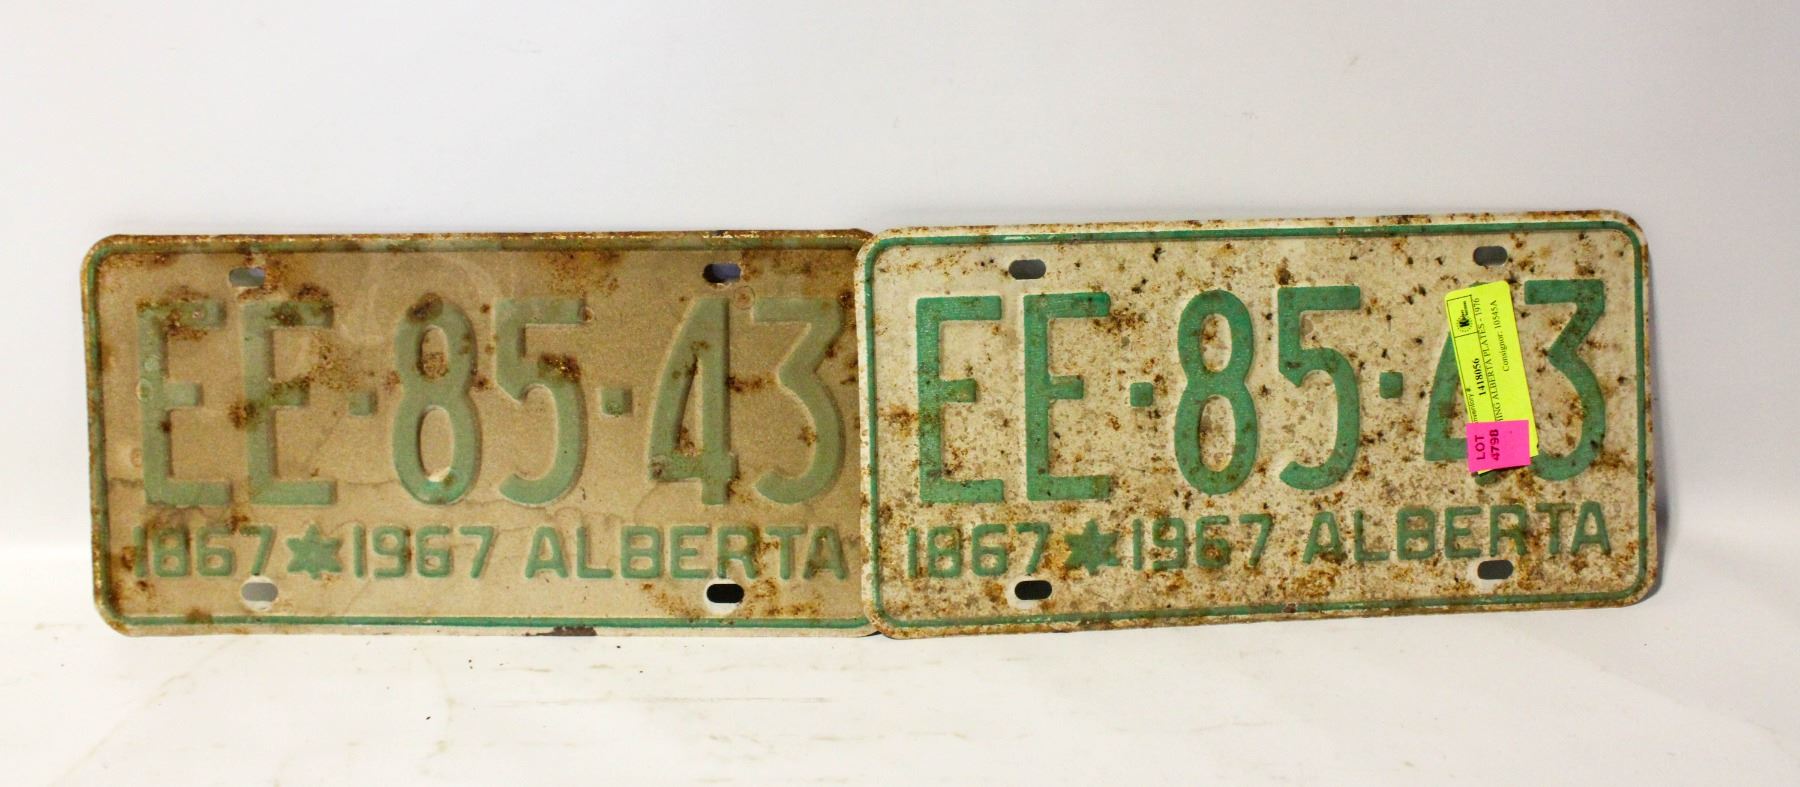 EE·85·43
1867 ✶ 1967 ALBERTA
EE·85·43
1867 ✶ 1967 ALBERTA
1418056
ALBERTA PLATES - 1976
Consignor: 10545A
LOT
4798